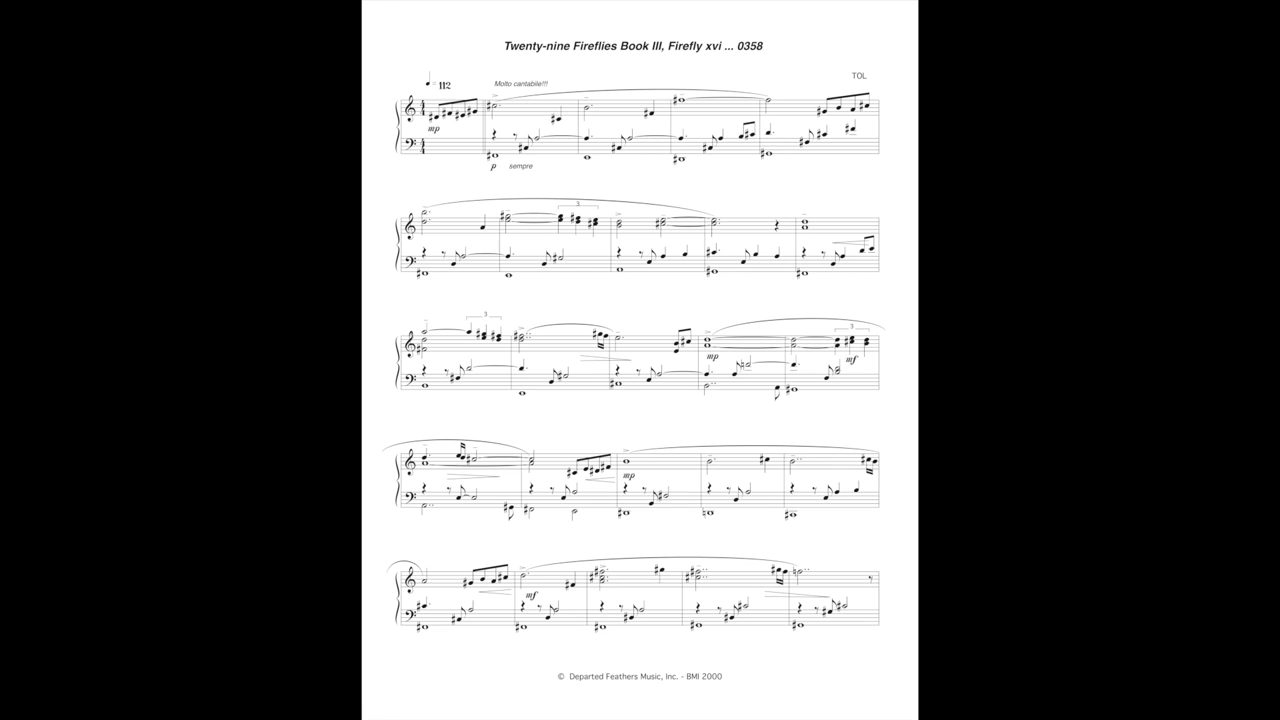 Twenty-nine Fireflies Book III, Firefly xvi ... 0358
TOL
= 112
Molto cantabile!!!
mp
p sempre
3
3
3
mp
mf
mp
mf
© Departed Feathers Music, Inc. - BMI 2000